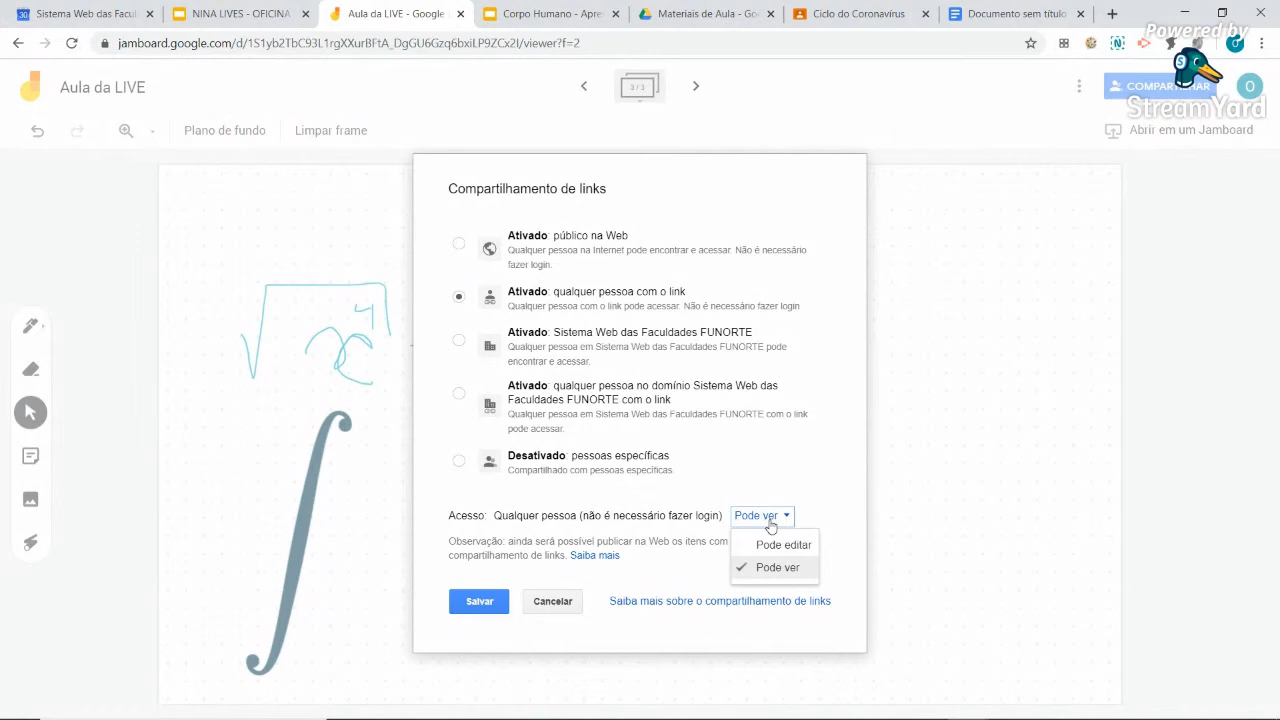 Sistema Web das Facul
NINA LIVES - OFICINA
Aula da LIVE - Google
Corpo Humano - Apre
Materiais de Aula - Goo
Ciclo do Coronavirus
Documento sem título
jamboard.google.com/d/1S1yb2TbC93L1rgXXurBFtA_DgGU6Gzq6bxiLP9ZCx2I/viewer?f=2
Powered by
StreamYard
Aula da LIVE
3 / 3
COMPARTILHAR
O
Plano de fundo
Limpar frame
Abrir em um Jamboard
Compartilhamento de links
Ativado: público na Web
Qualquer pessoa na Internet pode encontrar e acessar. Não é necessário
fazer login.
Ativado: qualquer pessoa com o link
Qualquer pessoa com o link pode acessar. Não é necessário fazer login
Ativado: Sistema Web das Faculdades FUNORTE
Qualquer pessoa em Sistema Web das Faculdades FUNORTE pode
encontrar e acessar.
Ativado: qualquer pessoa no domínio Sistema Web das
Faculdades FUNORTE com o link
Qualquer pessoa em Sistema Web das Faculdades FUNORTE com o link
pode acessar.
Desativado: pessoas específicas
Compartilhado com pessoas específicas.
Acesso: Qualquer pessoa (não é necessário fazer login) Pode ver
Pode editar
Pode ver
Observação: ainda será possível publicar na Web os itens com
compartilhamento de links. Saiba mais
Salvar
Cancelar
Saiba mais sobre o compartilhamento de links
√x⁴
∫